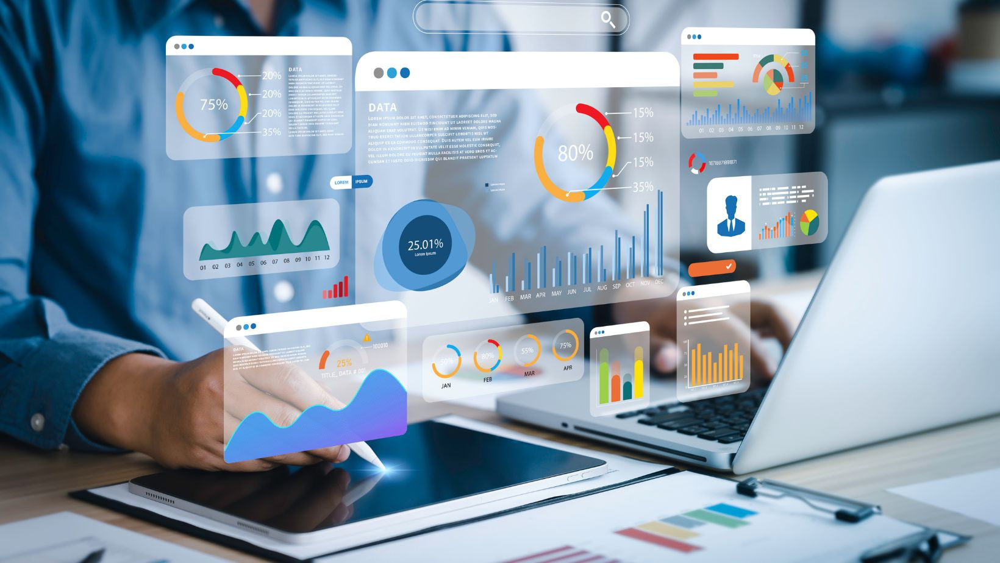 DATA
20%
20%
20%
35%
75%
DATA
LOREM IPSUM DOLOR SIT AMET, CONSECTETUER ADIPISCING ELIT, SED
DIAM NONUMMY NIBH EUISMOD TINCIDUNT UT LAOREET DOLORE MAGNA
ALIQUAM ERAT VOLUTPAT. UT WISI ENIM AD MINIM VENIAM, QUIS NOS-
TRUD EXERCI TATION ULLAMCORPER SUSCIPIT LOBORTIS NISL UT
ALIQUIP EX EA COMMODO CONSEQUAT. DUIS AUTEM VEL EUM IRIURE
DOLOR IN HENDRERIT IN VULPUTATE VELIT ESSE MOLESTIE CONSEQUAT,
VEL ILLUM DOLORE EU FEUGIAT NULLA FACILISIS AT VERO EROS ET AC-
CUMSAN ET IUSTO ODIO DIGNISSIM QUI BLANDIT PRAESENT LUPTATUM
15%
15%
15%
35%
80%
01 02 03 04 05 06 07 08 09 10 11 12
LOREM IPSUM
25.01%
Lorem Ipsum
JAN FEB MAR APR MAY JUN JUL AUG SEP OCT NOV DEC
01 02 03 04 05 06 07 08 09 10 11 12
DATA
100010
25%
TITLE_ DATA # 001
50% 80% 55% 75%
JAN FEB MAR APR
100
75
50
25
0